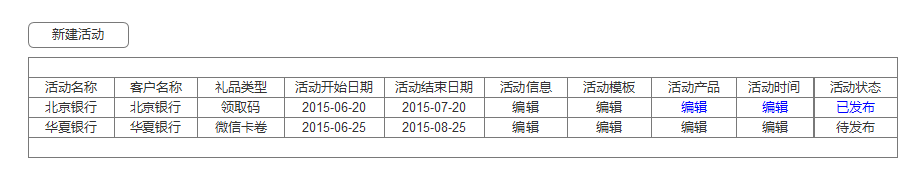 新建活动
活动名称 客户名称 礼品类型 活动开始日期 活动结束日期 活动信息 活动模板 活动产品 活动时间 活动状态
北京银行 北京银行 领取码 2015-06-20 2015-07-20 编辑 编辑 编辑 编辑 已发布
华夏银行 华夏银行 微信卡卷 2015-06-25 2015-08-25 编辑 编辑 编辑 编辑 待发布